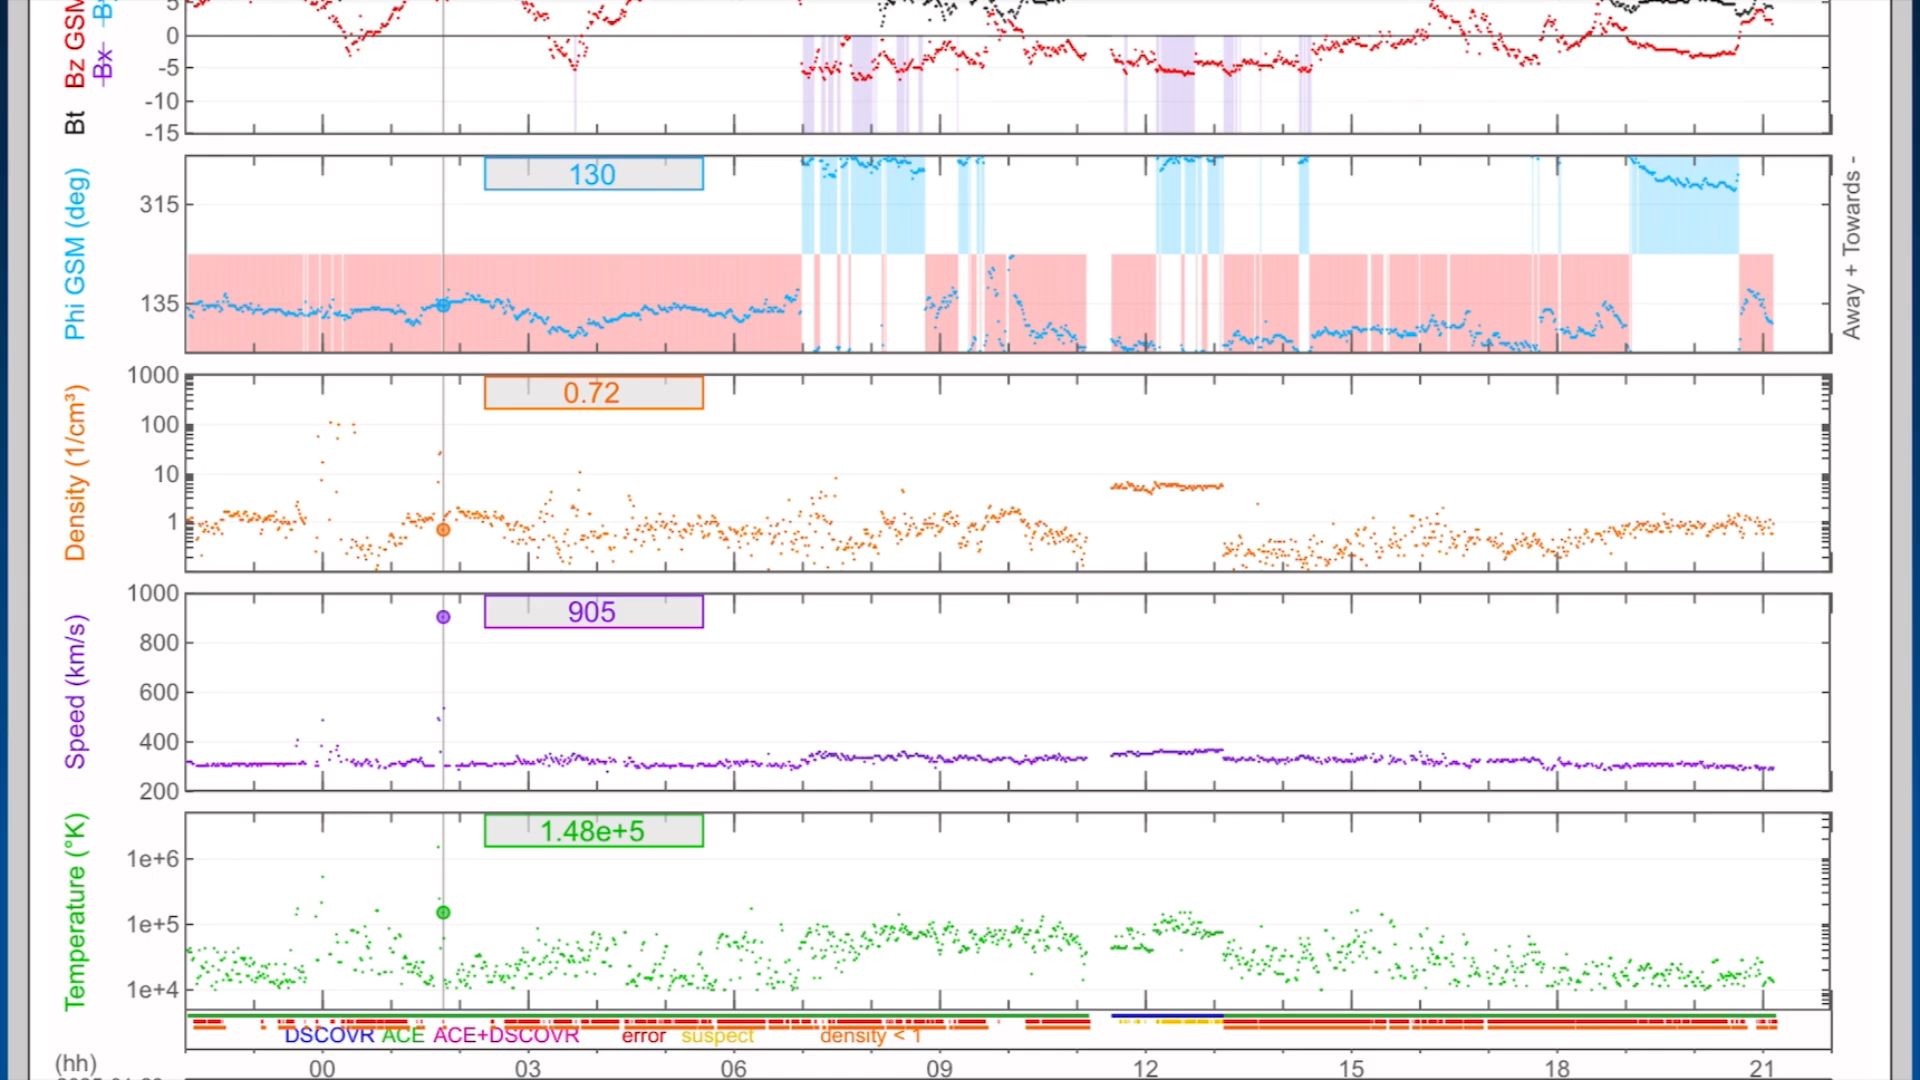 Bz GSM
Bx
Bt
5
0
-5
-10
-15
Phi GSM (deg)
315
135
130
Away + Towards -
Density (1/cm³)
1000
100
10
1
0.72
Speed (km/s)
1000
800
600
400
200
905
Temperature (°K)
1e+6
1e+5
1e+4
1.48e+5
DSCOVR ACE ACE+DSCOVR error suspect density < 1
(hh) 00 03 06 09 12 15 18 21